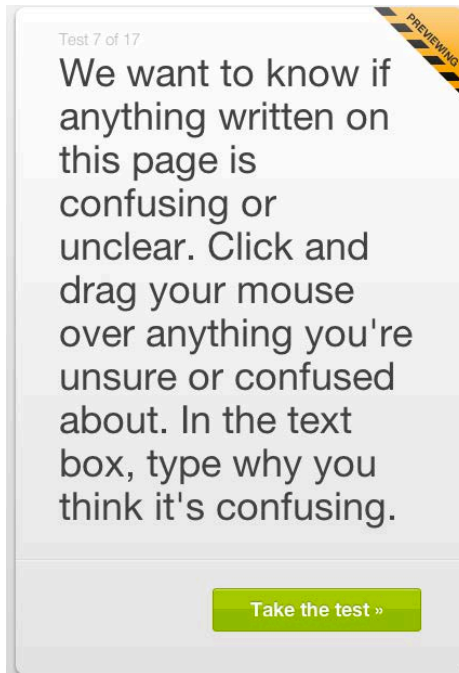 Test 7 of 17
PREVIEWING
We want to know if
anything written on
this page is
confusing or
unclear. Click and
drag your mouse
over anything you're
unsure or confused
about. In the text
box, type why you
think it's confusing.
Take the test »